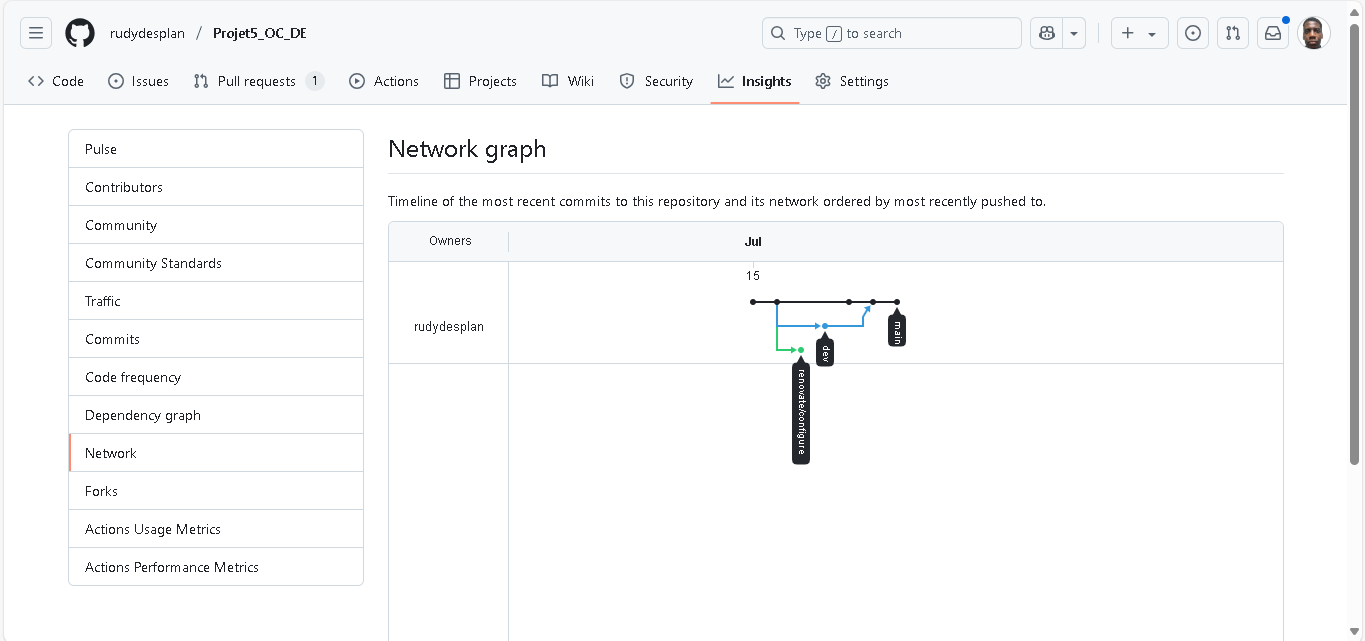 rudydesplan / Projet5_OC_DE
Type / to search
Code Issues Pull requests 1 Actions Projects Wiki Security Insights Settings
Pulse
Contributors
Community
Community Standards
Traffic
Commits
Code frequency
Dependency graph
Network
Forks
Actions Usage Metrics
Actions Performance Metrics
Network graph
Timeline of the most recent commits to this repository and its network ordered by most recently pushed to.
Owners Jul
15
rudydesplan
main
dev
renovate/configure